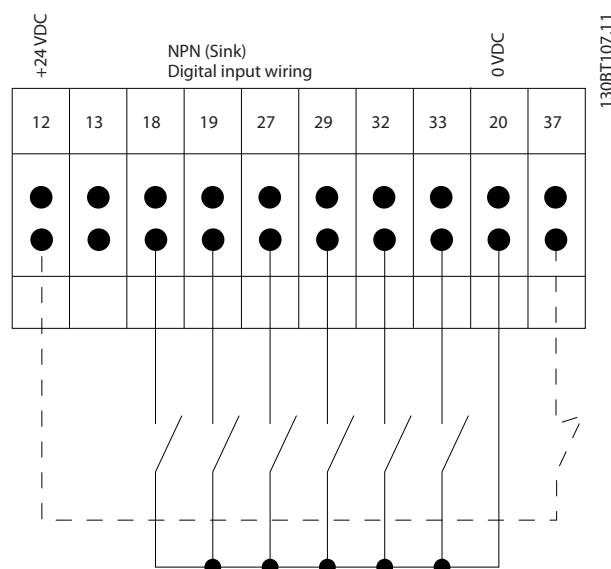 +24 VDC
NPN (Sink)
Digital input wiring
0 VDC
130BT107.11
12 13 18 19 27 29 32 33 20 37